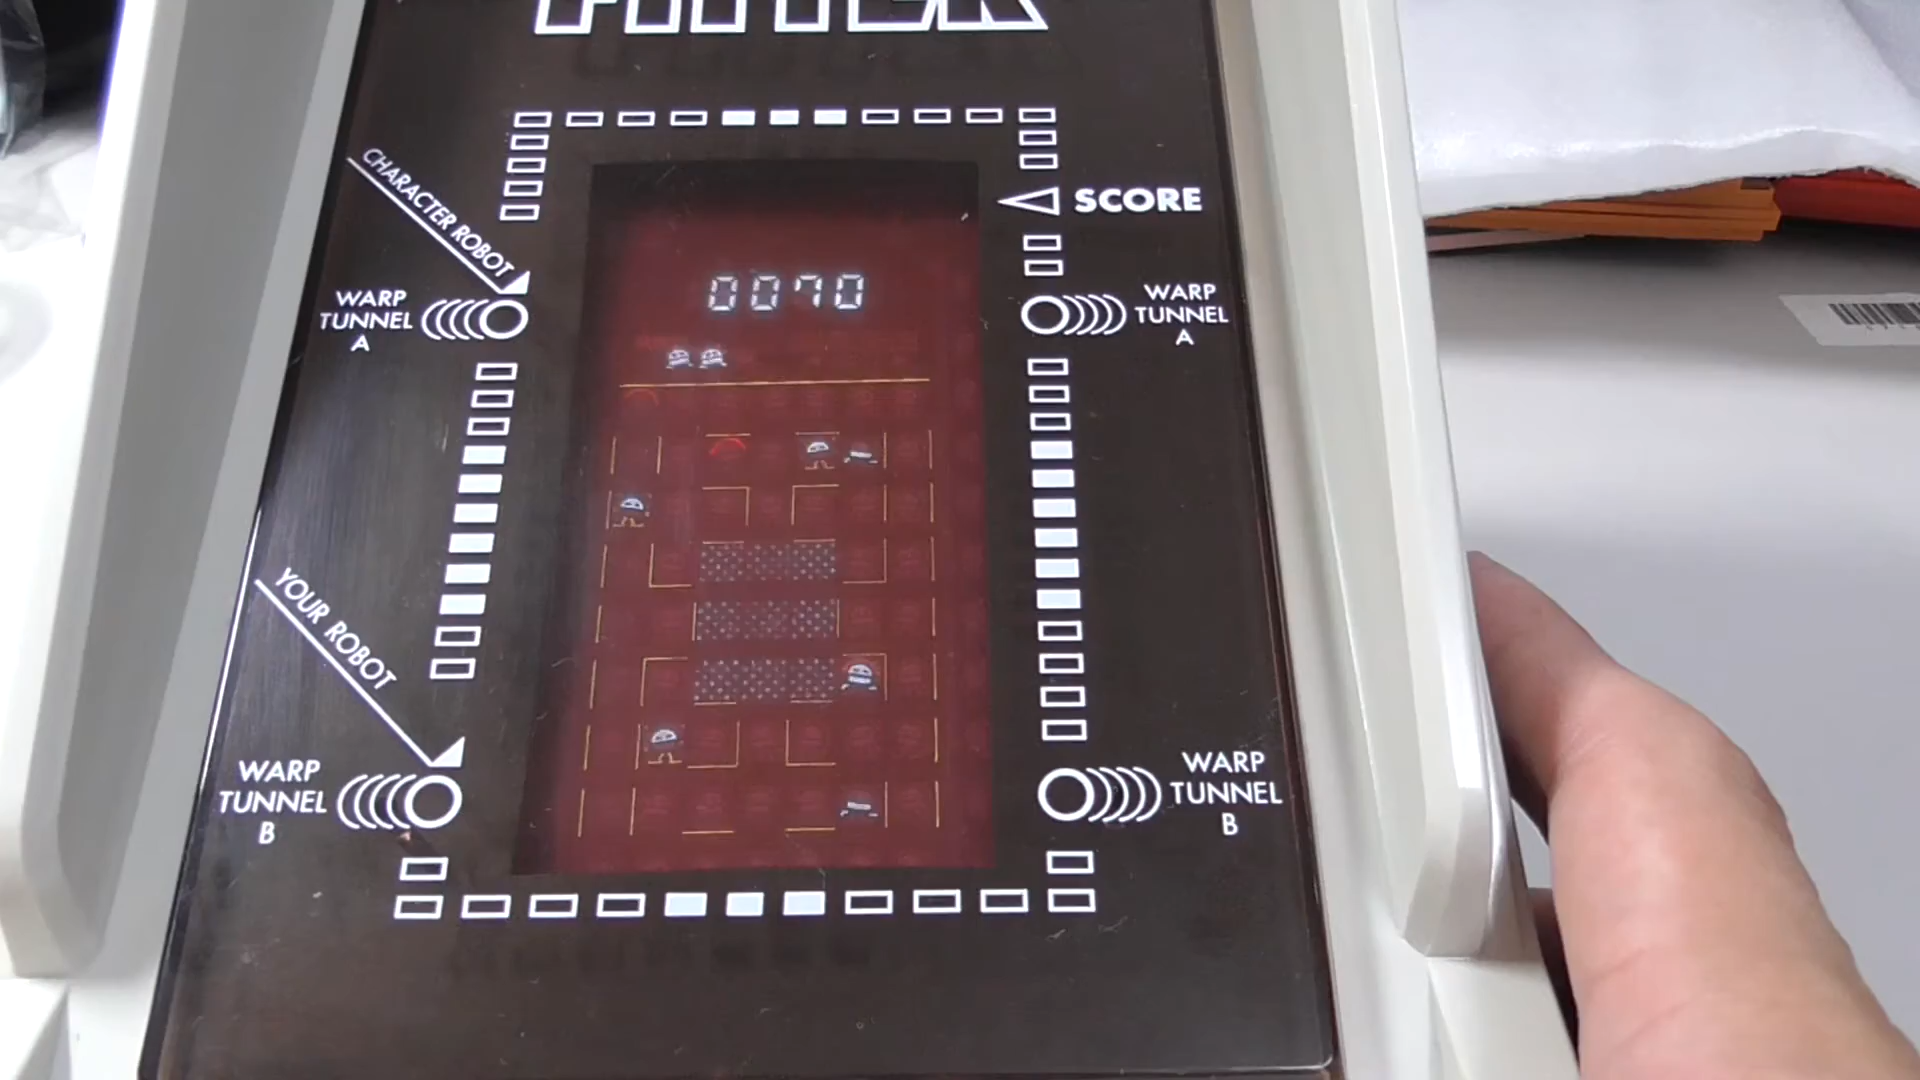 SCORE
CHARACTER ROBOT
0070
WARP
TUNNEL
A
WARP
TUNNEL
A
YOUR ROBOT
WARP
TUNNEL
B
WARP
TUNNEL
B